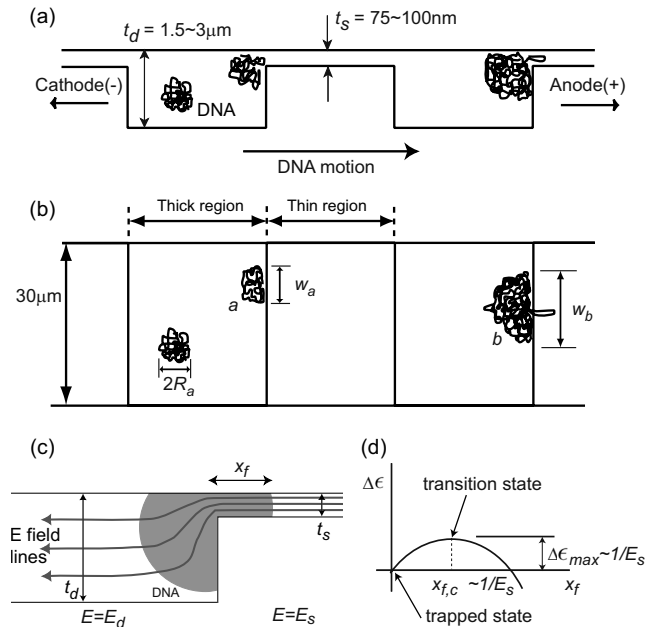 (a)
t_d = 1.5~3μm
t_s = 75~100nm
Cathode(-)
DNA
Anode(+)
DNA motion
Thick region
Thin region
(b)
30μm
a
w_a
2R_a
b
w_b
(c)
x_f
E field
lines
t_s
t_d
DNA
E=E_d
E=E_s
(d)
Δϵ
transition state
Δϵ_max~1/E_s
x_f,c ~1/E_s
x_f
trapped state